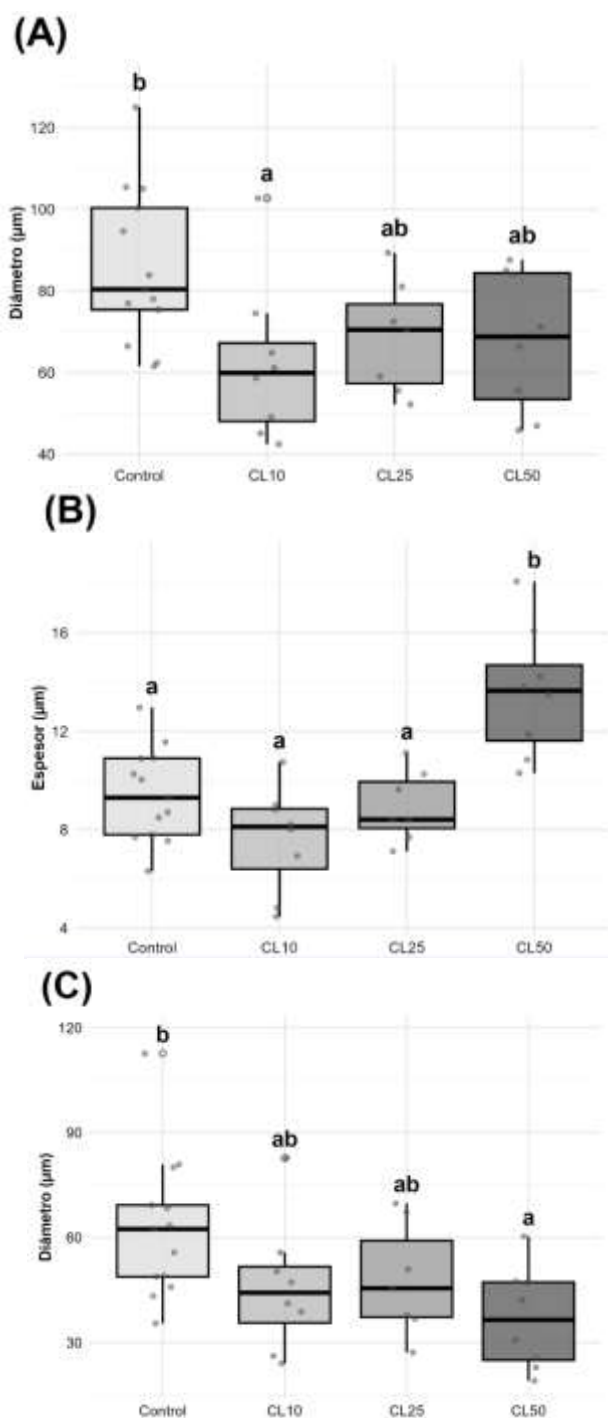 (A)
b
120
a
100
ab
ab
Diámetro (µm)
80
60
40
Control CL10 CL25 CL50
(B)
b
16
a
a
a
Espesor (µm)
12
8
4
Control CL10 CL25 CL50
(C)
120
b
90
ab
ab
a
Diámetro (µm)
60
30
Control CL10 CL25 CL50